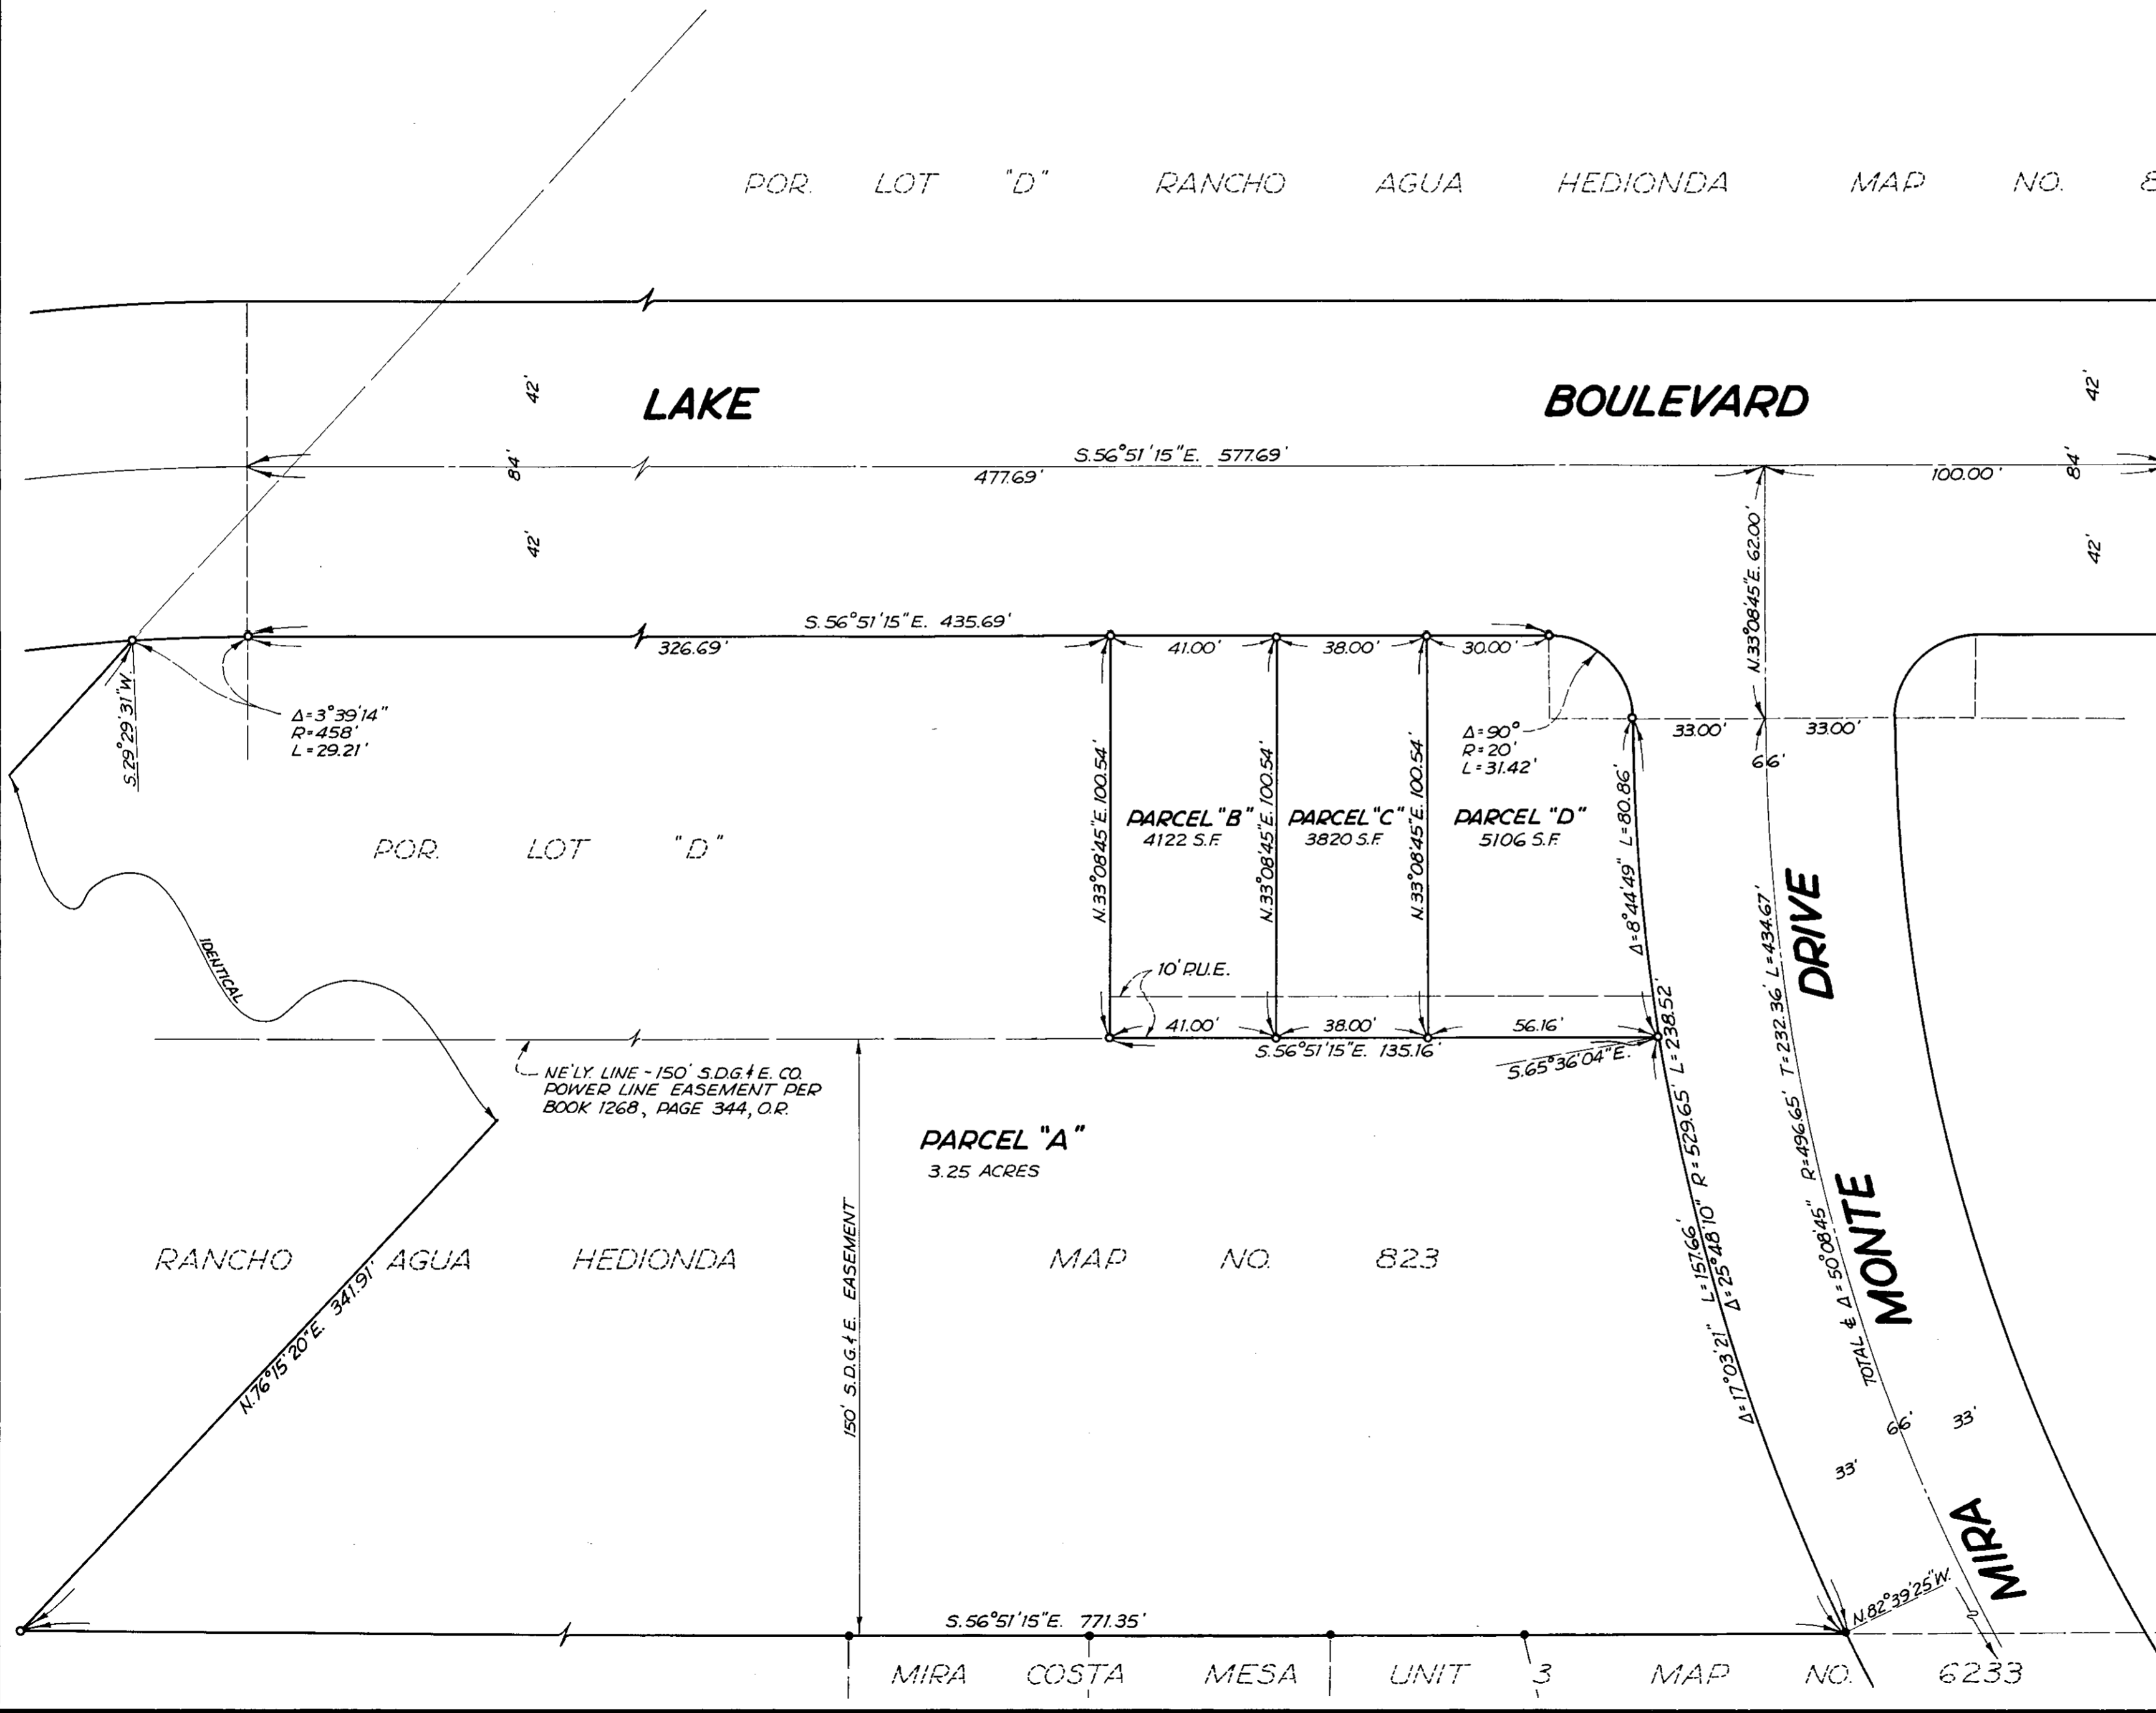 POR. LOT "D" RANCHO AGUA HEDIONDA MAP NO. 8
42'
LAKE BOULEVARD
42'
S.56°51'15"E. 577.69'
84'
477.69'
100.00'
84'
42'
N.33°08'45"E. 62.00'
42'
S.56°51'15"E. 435.69'
326.69'
41.00'
38.00'
30.00'
S.29°29'31"W.
Δ=3°39'14"
R=458'
L=29.21'
Δ=90°
R=20'
L=31.42'
33.00'
33.00'
66'
N.33°08'45"E. 100.54'
PARCEL "B"
4122 S.F.
N.33°08'45"E. 100.54'
PARCEL "C"
3820 S.F.
N.33°08'45"E. 100.54'
PARCEL "D"
5106 S.F.
Δ=8°44'49" L=80.86'
POR. LOT "D"
IDENTICAL
10' P.U.E.
41.00'
38.00'
56.16'
S.56°51'15"E. 135.16'
S.65°36'04"E.
NE'LY. LINE - 150' S.D.G. & E. CO.
POWER LINE EASEMENT PER
BOOK 1268, PAGE 344, O.R.
PARCEL "A"
3.25 ACRES
150' S.D.G. & E. EASEMENT
RANCHO AGUA HEDIONDA MAP NO. 823
N.76°15'20"E. 341.91'
Δ=17°03'21" L=157.66'
Δ=25°48'10" R=529.65' L=238.52'
TOTAL ℄ Δ=50°08'45" R=496.65' T=232.36' L=434.67'
MIRA MONTE DRIVE
66'
33'
33'
N.82°39'25"W.
S.56°51'15"E. 771.35'
MIRA COSTA MESA UNIT 3 MAP NO. 6233